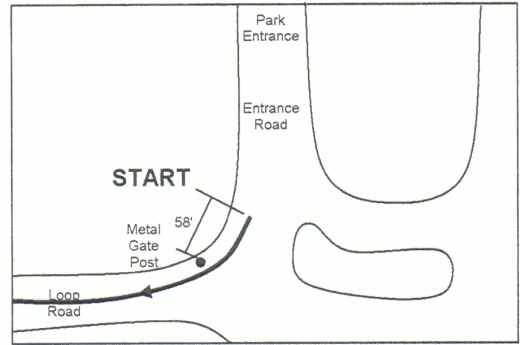 Park
Entrance
Entrance
Road
START
58'
Metal
Gate
Post
Loop
Road